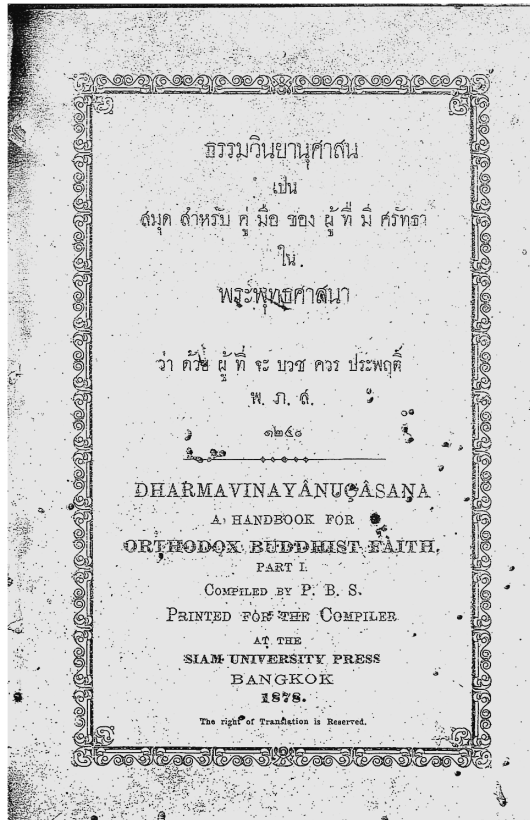 ธรรมวินยานุศาสน
เปน
สมุด สำหรับ คู่ มือ ของ ผู้ ที่ มี ศรัทธา
ใน
พระพุทธศาสนา
ว่า ด้วย ผู้ ที่ จะ บวช ควร ประพฤติ์
พ. ภ. ส.
๑๒๔๐
DHARMAVINAYÂNUÇÂSANA
A HANDBOOK FOR
ORTHODOX BUDDHIST FAITH,
PART I.
COMPILED BY P. B. S.
PRINTED FOR THE COMPILER
AT THE
SIAM UNIVERSITY PRESS
BANGKOK
1878.
The right of Translation is Reserved.